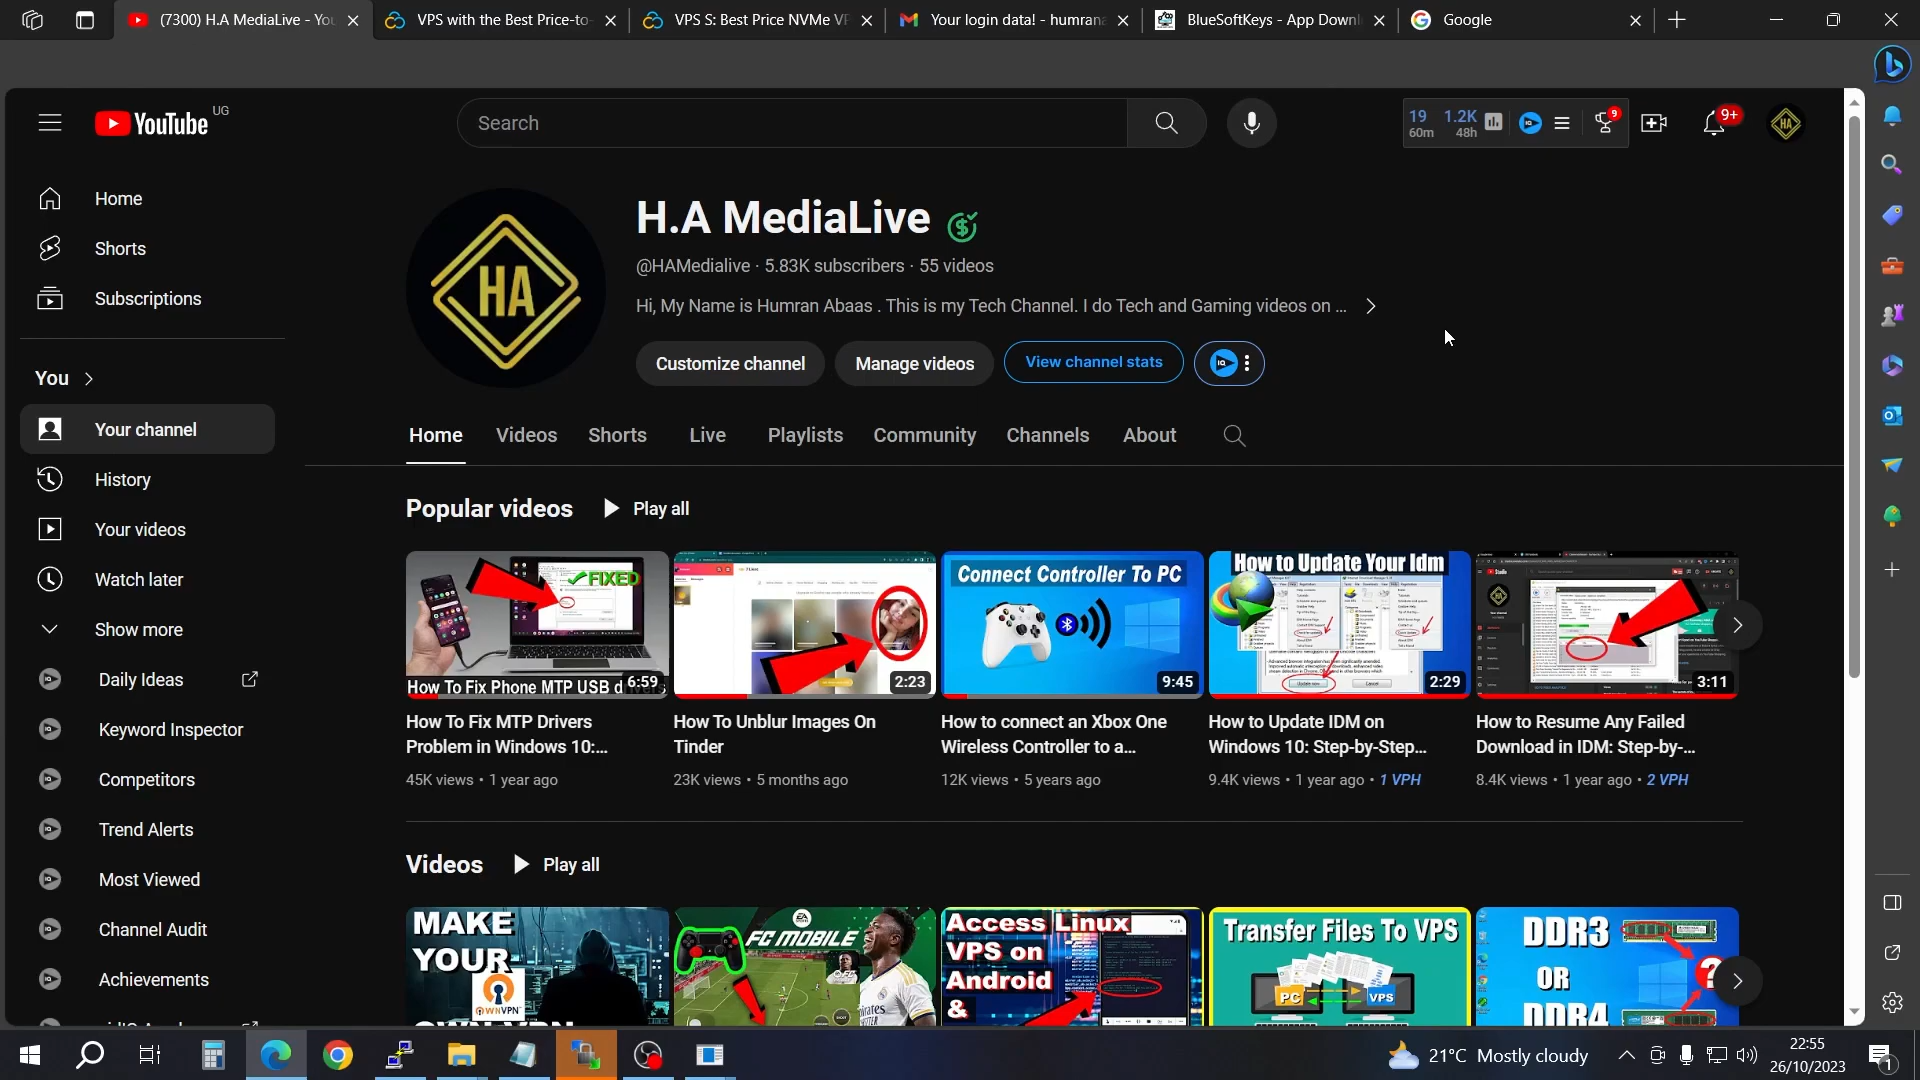 (7300) H.A MediaLive - You
VPS with the Best Price-to-
VPS S: Best Price NVMe VP
Your login data! - humrana
BlueSoftKeys - App Downl
Google
YouTube
UG
Search
19
60m
1.2K
48h
9
9+
Home
Shorts
Subscriptions
You
Your channel
History
Your videos
Watch later
Show more
Daily Ideas
Keyword Inspector
Competitors
Trend Alerts
Most Viewed
Channel Audit
Achievements
HA
H.A MediaLive
@HAMedialive · 5.83K subscribers · 55 videos
Hi, My Name is Humran Abaas . This is my Tech Channel. I do Tech and Gaming videos on ...
Customize channel
Manage videos
View channel stats
Home
Videos
Shorts
Live
Playlists
Community
Channels
About
Popular videos
Play all
FIXED
How To Fix Phone MTP USB d
6:59
2:23
Connect Controller To PC
9:45
How to Update Your Idm
2:29
3:11
How To Fix MTP Drivers
Problem in Windows 10:...
45K views • 1 year ago
How To Unblur Images On
Tinder
23K views • 5 months ago
How to connect an Xbox One
Wireless Controller to a...
12K views • 5 years ago
How to Update IDM on
Windows 10: Step-by-Step...
9.4K views • 1 year ago • 1 VPH
How to Resume Any Failed
Download in IDM: Step-by-...
8.4K views • 1 year ago • 2 VPH
Videos
Play all
MAKE
YOUR
OWN VPN
EA
FC MOBILE
Emirates
Access Linux
VPS on
Android
&
Transfer Files To VPS
PC
VPS
DDR3
OR
DDR4
?
21°C Mostly cloudy
22:55
26/10/2023
1